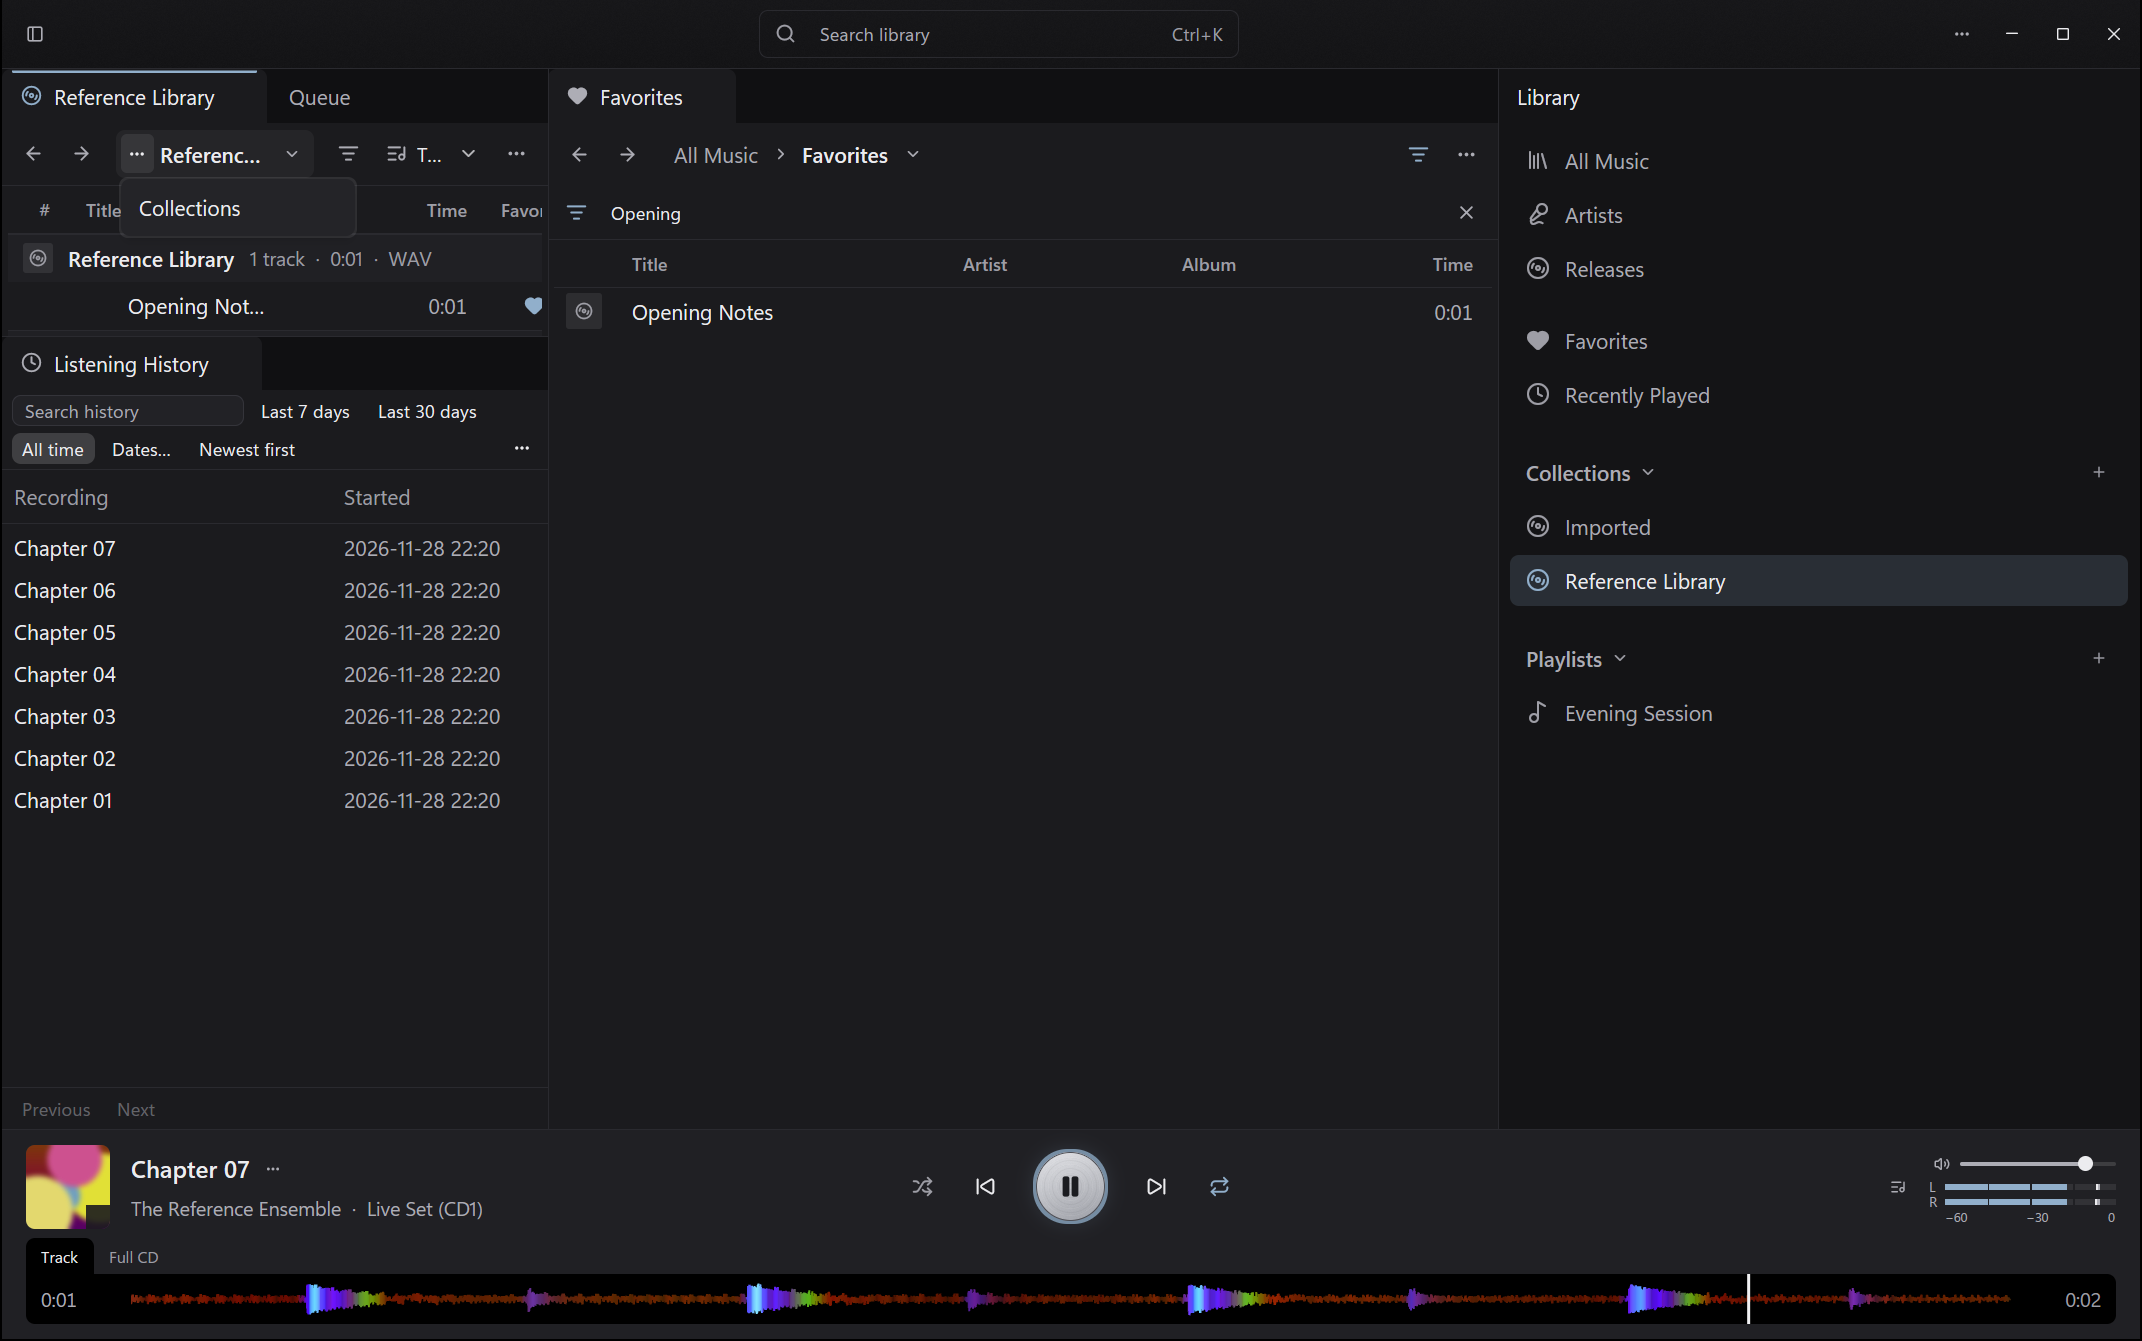 Search library Ctrl+K
Reference Library Queue
Referenc... T...
Collections
# Title Time
Reference Library 1 track · 0:01 · WAV
Opening Not... 0:01
Listening History
Search history Last 7 days Last 30 days
All time Dates... Newest first
Recording Started
Chapter 07 2026-11-28 22:20
Chapter 06 2026-11-28 22:20
Chapter 05 2026-11-28 22:20
Chapter 04 2026-11-28 22:20
Chapter 03 2026-11-28 22:20
Chapter 02 2026-11-28 22:20
Chapter 01 2026-11-28 22:20
Previous Next
Favorites
All Music > Favorites
Opening
Title Artist Album Time
Opening Notes 0:01
Library
All Music
Artists
Releases
Favorites
Recently Played
Collections
Imported
Reference Library
Playlists
Evening Session
Chapter 07
The Reference Ensemble · Live Set (CD1)
L
R
-60 -30 0
Track Full CD
0:01 0:02